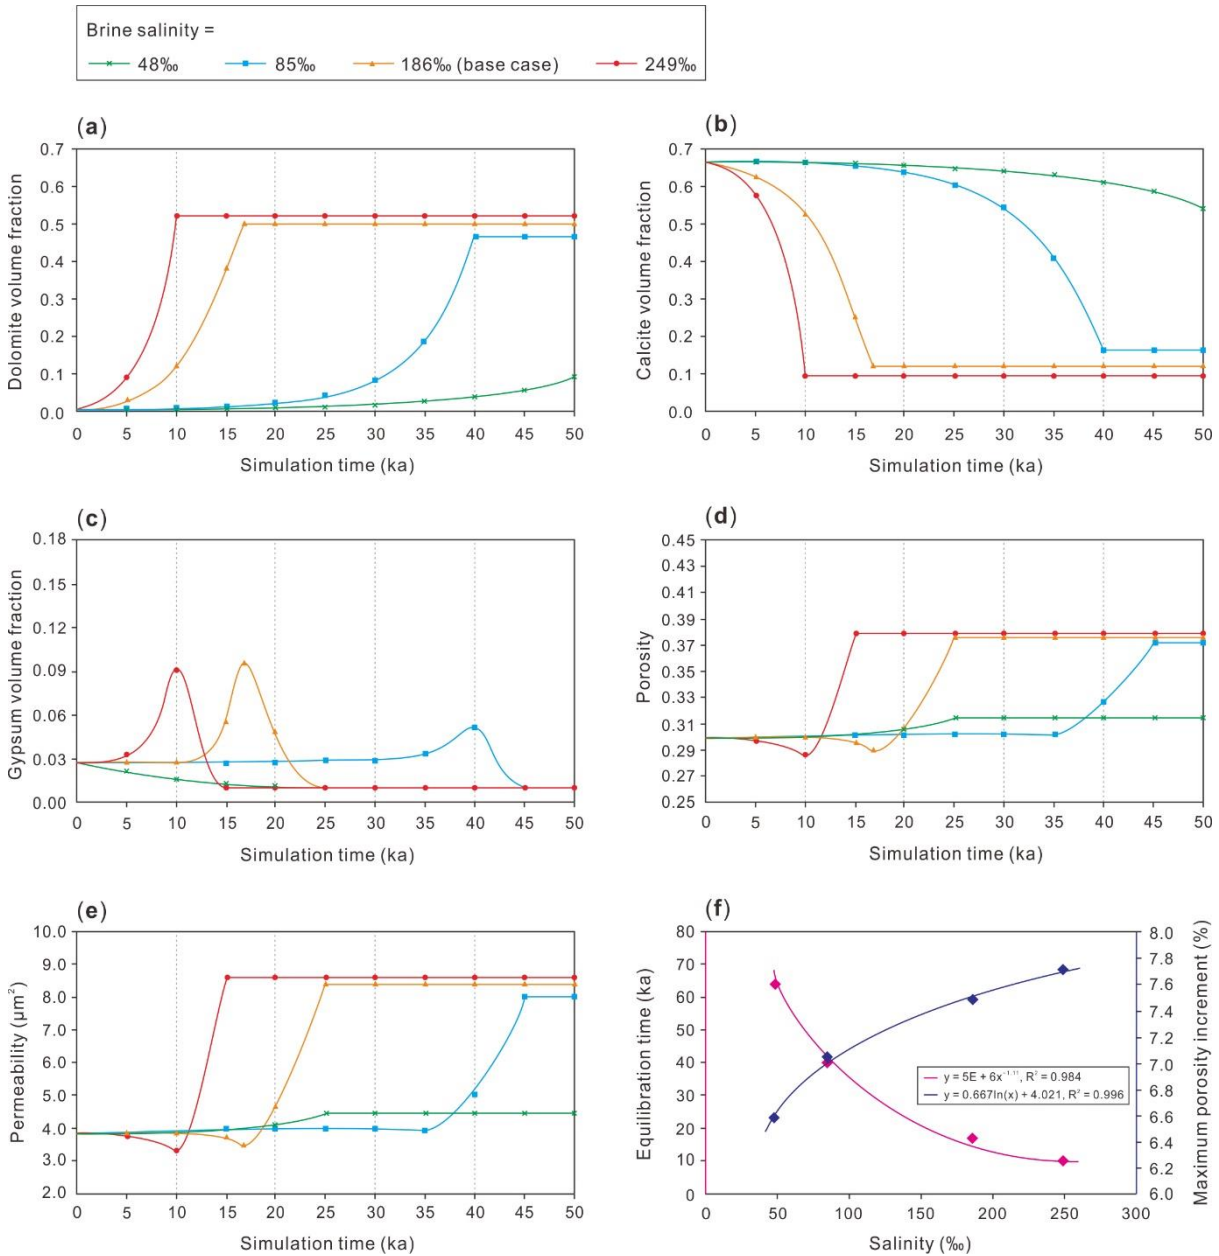 Brine salinity =
48‰ 85‰ 186‰ (base case) 249‰
(a)
0.7
0.6
0.5
0.4
0.3
0.2
0.1
0.0
Dolomite volume fraction
0 5 10 15 20 25 30 35 40 45 50
Simulation time (ka)
(b)
0.7
0.6
0.5
0.4
0.3
0.2
0.1
0.0
Calcite volume fraction
0 5 10 15 20 25 30 35 40 45 50
Simulation time (ka)
(c)
0.18
0.15
0.12
0.09
0.06
0.03
0.00
Gypsum volume fraction
0 5 10 15 20 25 30 35 40 45 50
Simulation time (ka)
(d)
0.45
0.43
0.41
0.39
0.37
0.35
0.33
0.31
0.29
0.27
0.25
Porosity
0 5 10 15 20 25 30 35 40 45 50
Simulation time (ka)
(e)
10.0
9.0
8.0
7.0
6.0
5.0
4.0
3.0
2.0
Permeability (μm²)
0 5 10 15 20 25 30 35 40 45 50
Simulation time (ka)
(f)
80
70
60
50
40
30
20
10
0
Equilibration time (ka)
8.0
7.8
7.6
7.4
7.2
7.0
6.8
6.6
6.4
6.2
6.0
Maximum porosity increment (%)
y = 5E + 6x⁻¹·¹¹, R² = 0.984
y = 0.667ln(x) + 4.021, R² = 0.996
0 50 100 150 200 250 300
Salinity (‰)